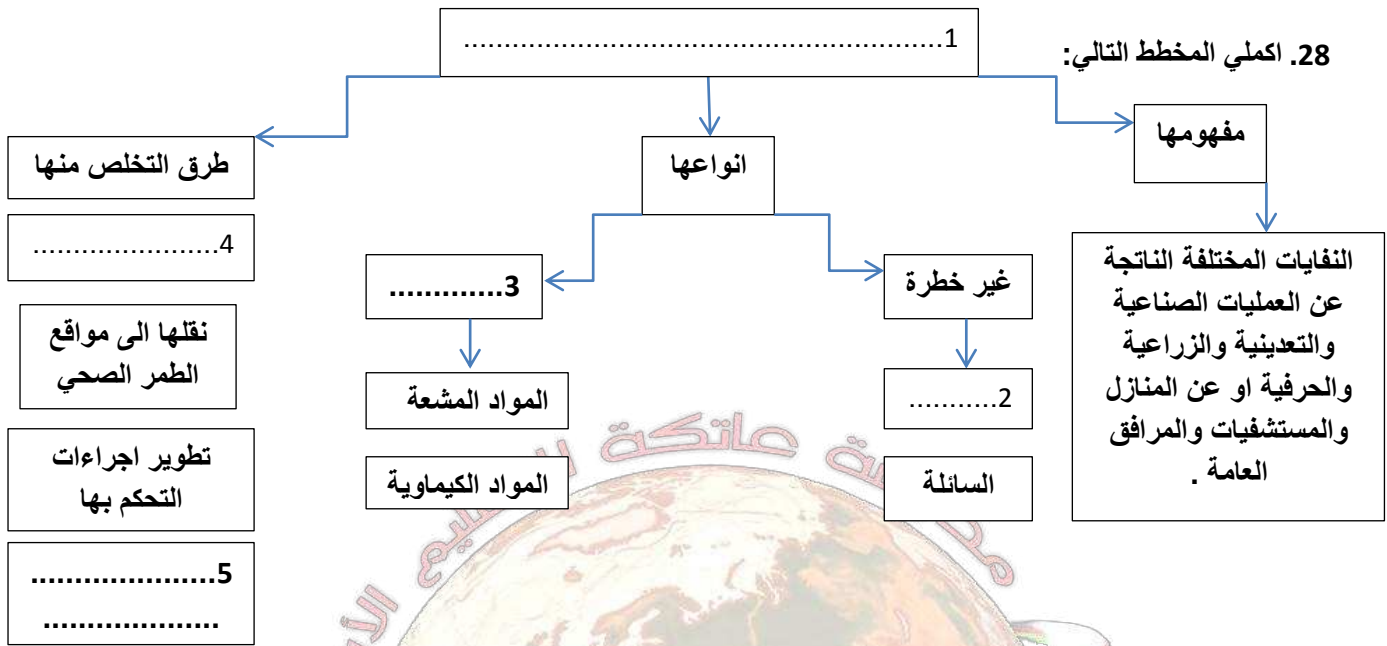 28. اكملي المخطط التالي:
1..........................................................
مفهومها
انواعها
طرق التخلص منها
النفايات المختلفة الناتجة
عن العمليات الصناعية
والتعدينية والزراعية
والحرفية او عن المنازل
والمستشفيات والمرافق
العامة .
غير خطرة
2...........
السائلة
3.............
المواد المشعة
المواد الكيماوية
4.......................
نقلها الى مواقع
الطمر الصحي
تطوير اجراءات
التحكم بها
5.....................
....................
عاتكة